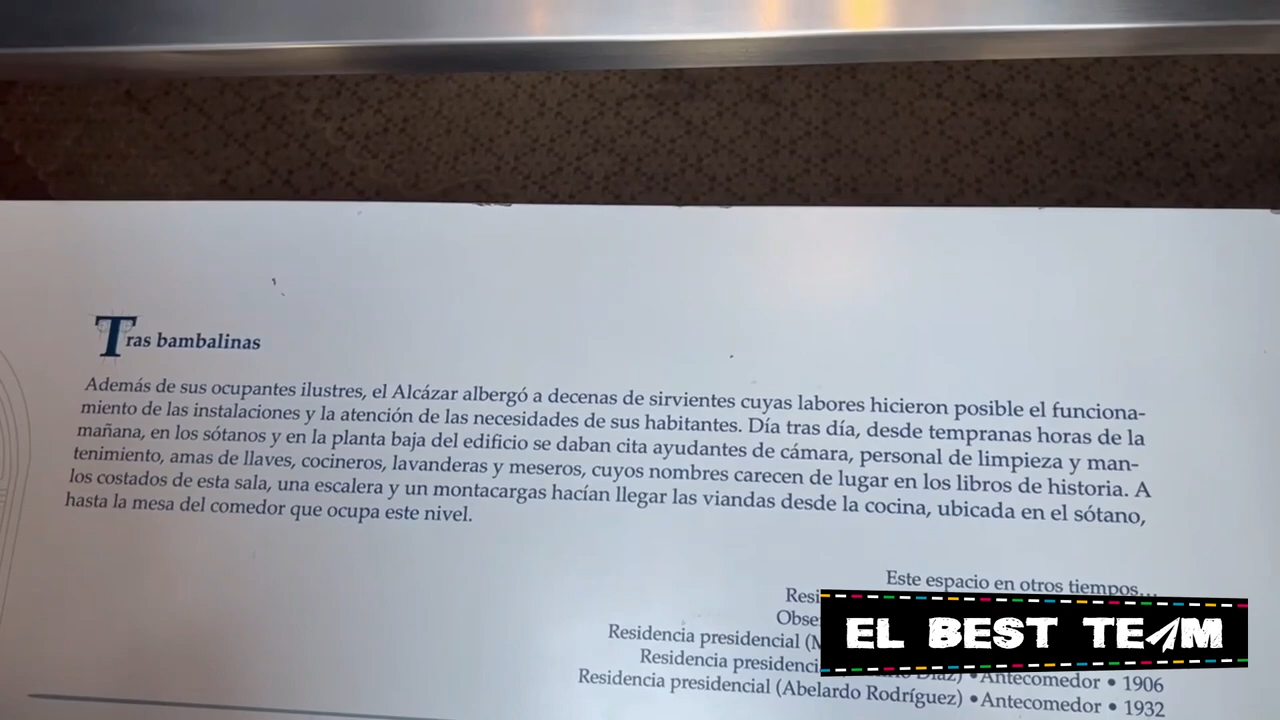 Tras bambalinas
Además de sus ocupantes ilustres, el Alcázar albergó a decenas de sirvientes cuyas labores hicieron posible el funciona-
miento de las instalaciones y la atención de las necesidades de sus habitantes. Día tras día, desde tempranas horas de la
mañana, en los sótanos y en la planta baja del edificio se daban cita ayudantes de cámara, personal de limpieza y man-
tenimiento, amas de llaves, cocineros, lavanderas y meseros, cuyos nombres carecen de lugar en los libros de historia. A
los costados de esta sala, una escalera y un montacargas hacían llegar las viandas desde la cocina, ubicada en el sótano,
hasta la mesa del comedor que ocupa este nivel.
Este espacio en otros tiempos...
Residencia presidencial
Residencia Díaz) • Antecomedor • 1906
Residencia presidencial (Abelardo Rodríguez) • Antecomedor • 1932
EL BEST TEAM